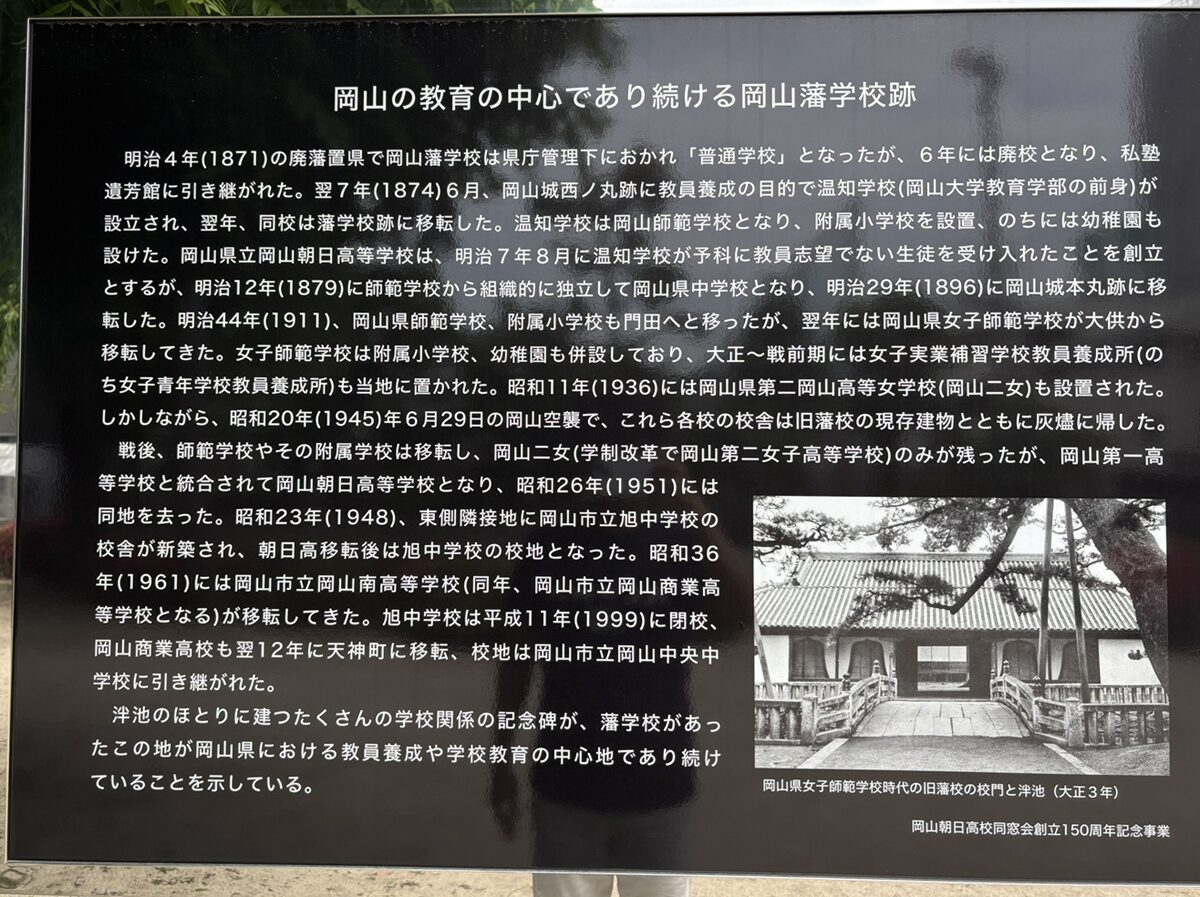 岡山の教育の中心であり続ける岡山藩学校跡
明治４年(1871)の廃藩置県で岡山藩学校は県庁管理下におかれ「普通学校」となったが、６年には廃校となり、私塾
遺芳館に引き継がれた。翌７年(1874)６月、岡山城西ノ丸跡に教員養成の目的で温知学校(岡山大学教育学部の前身)が
設立され、翌年、同校は藩学校跡に移転した。温知学校は岡山師範学校となり、附属小学校を設置、のちには幼稚園も
設けた。岡山県立岡山朝日高等学校は、明治７年８月に温知学校が予科に教員志望でない生徒を受け入れたことを創立
とするが、明治12年(1879)に師範学校から組織的に独立して岡山県中学校となり、明治29年(1896)に岡山城本丸跡に移
転した。明治44年(1911)、岡山県師範学校、附属小学校も門田へと移ったが、翌年には岡山県女子師範学校が大供から
移転してきた。女子師範学校は附属小学校、幼稚園も併設しており、大正〜戦前期には女子実業補習学校教員養成所(の
ち女子青年学校教員養成所)も当地に置かれた。昭和11年(1936)には岡山県第二岡山高等女学校(岡山二女)も設置された。
しかしながら、昭和20年(1945)年６月29日の岡山空襲で、これら各校の校舎は旧藩校の現存建物とともに灰燼に帰した。
戦後、師範学校やその附属学校は移転し、岡山二女(学制改革で岡山第二女子高等学校)のみが残ったが、岡山第一高
等学校と統合されて岡山朝日高等学校となり、昭和26年(1951)には
同地を去った。昭和23年(1948)、東側隣接地に岡山市立旭中学校の
校舎が新築され、朝日高移転後は旭中学校の校地となった。昭和36
年(1961)には岡山市立岡山南高等学校(同年、岡山市立岡山商業高
等学校となる)が移転してきた。旭中学校は平成11年(1999)に閉校、
岡山商業高校も翌12年に天神町に移転、校地は岡山市立岡山中央中
学校に引き継がれた。
泮池のほとりに建つたくさんの学校関係の記念碑が、藩学校があっ
たこの地が岡山県における教員養成や学校教育の中心地であり続け
ていることを示している。
岡山県女子師範学校時代の旧藩校の校門と泮池（大正３年）
岡山朝日高校同窓会創立150周年記念事業